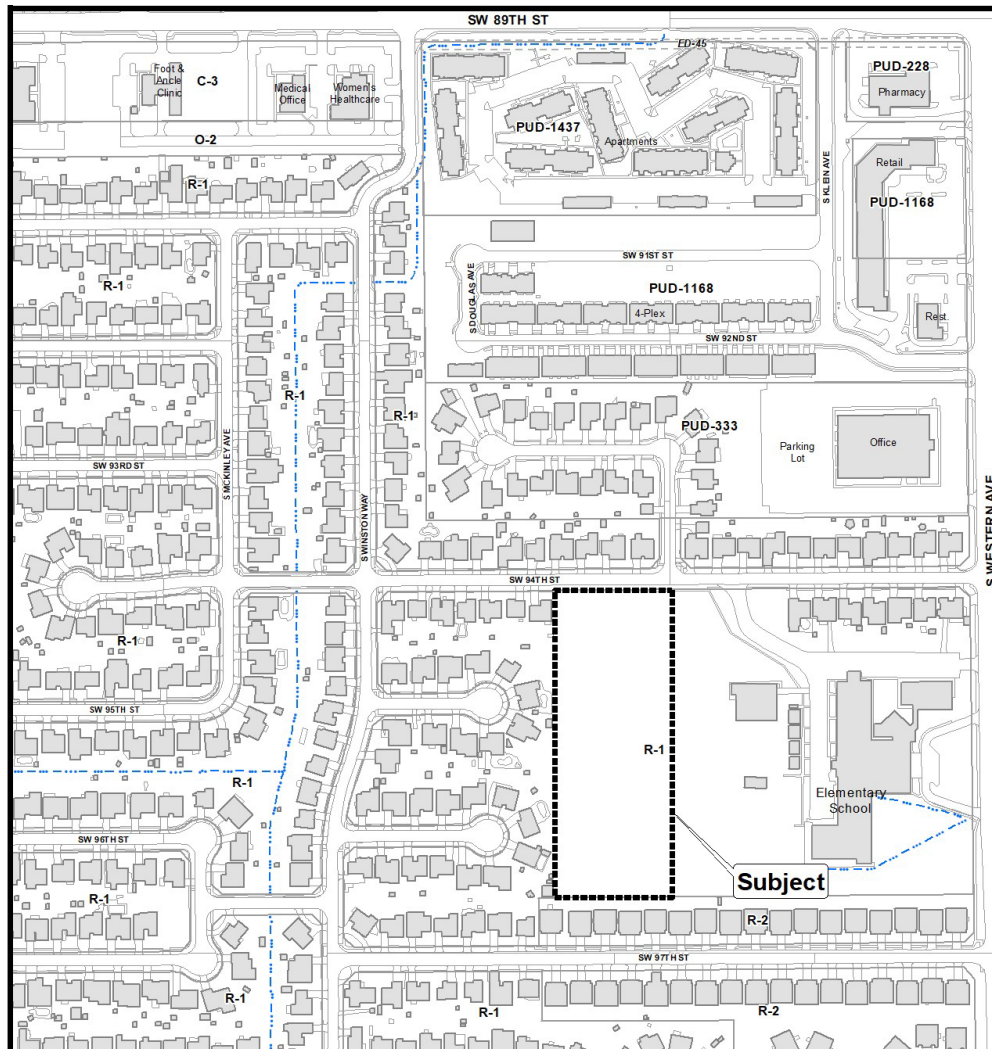 SW 89TH ST
ED-45
Foot &
Ankle
Clinic
C-3
Medical
Office
Women's
Healthcare
PUD-228
Pharmacy
PUD-1437
Apartments
O-2
Retail
R-1
PUD-1168
S KLEIN AVE
SW 91ST ST
R-1
S DOUGLAS AVE
PUD-1168
4-Plex
Rest.
SW 92ND ST
R-1
R-1
PUD-333
Parking
Lot
Office
SW 93RD ST
S MCKINLEY AVE
S WINSTON WAY
S WESTERN AVE
SW 94TH ST
R-1
SW 95TH ST
R-1
R-1
Elementary
School
SW 96TH ST
Subject
R-1
R-2
SW 97TH ST
R-1
R-1
R-2